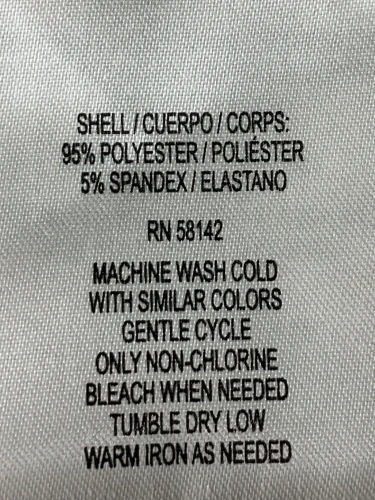 SHELL / CUERPO / CORPS:
95% POLYESTER / POLIÉSTER
5% SPANDEX / ELASTANO
RN 58142
MACHINE WASH COLD
WITH SIMILAR COLORS
GENTLE CYCLE
ONLY NON-CHLORINE
BLEACH WHEN NEEDED
TUMBLE DRY LOW
WARM IRON AS NEEDED